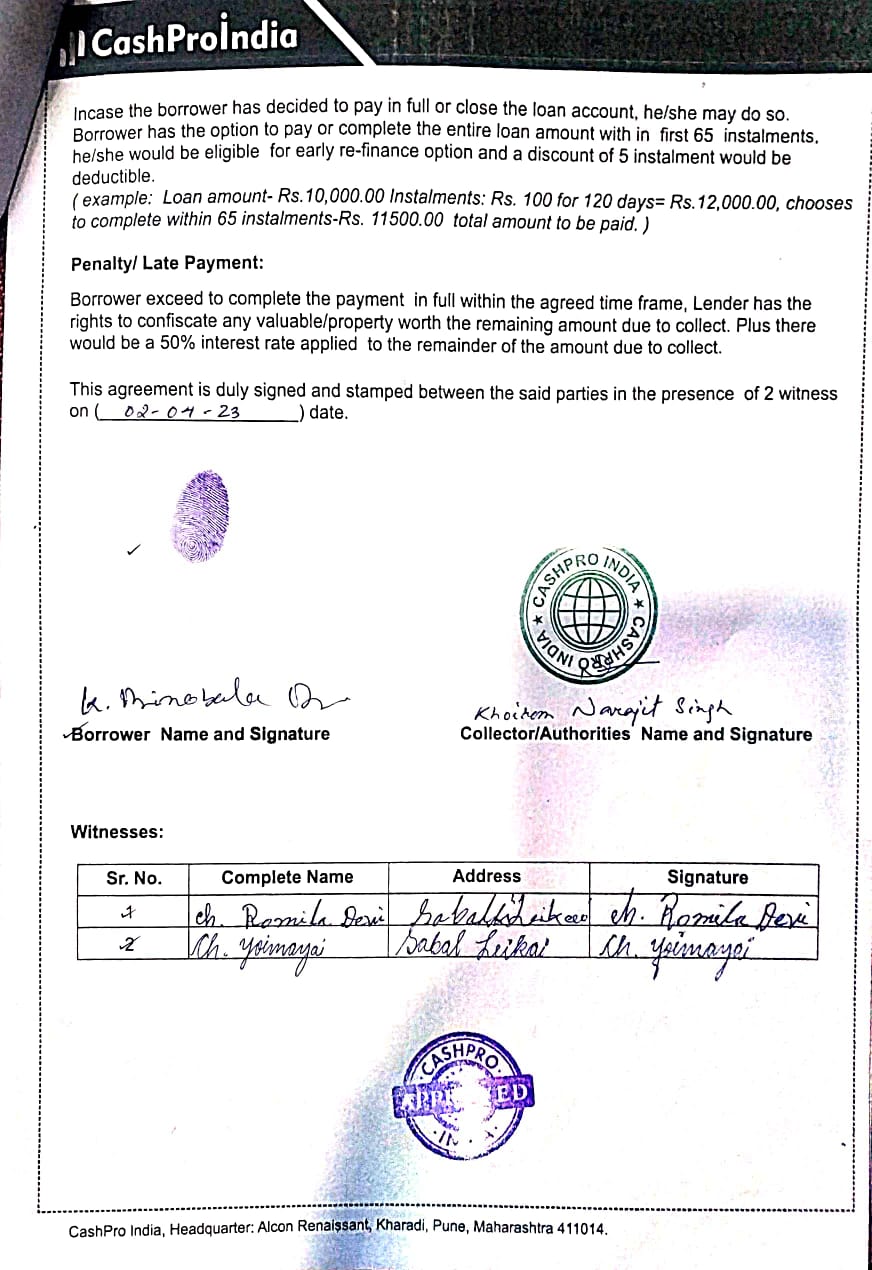 CashProIndia
Incase the borrower has decided to pay in full or close the loan account, he/she may do so.
Borrower has the option to pay or complete the entire loan amount with in first 65 instalments,
he/she would be eligible for early re-finance option and a discount of 5 instalment would be
deductible.
( example: Loan amount- Rs.10,000.00 Instalments: Rs. 100 for 120 days= Rs.12,000.00, chooses
to complete within 65 instalments-Rs. 11500.00 total amount to be paid. )
Penalty/ Late Payment:
Borrower exceed to complete the payment in full within the agreed time frame, Lender has the
rights to confiscate any valuable/property worth the remaining amount due to collect. Plus there
would be a 50% interest rate applied to the remainder of the amount due to collect.
This agreement is duly signed and stamped between the said parties in the presence of 2 witness
on ( 02-04-23 ) date.
CASHPRO INDIA ★ CASHPRO INDIA ★
Khoirom Narajit Singh
Borrower Name and Signature Collector/Authorities Name and Signature
Witnesses:
Sr. No. Complete Name Address Signature
1 Ch. Romila Devi ch. Romila Devi
2 Ch. Yoimayai Sabal Leikai Ch. Yoimayai
CASHPRO
CashPro India, Headquarter: Alcon Renaissant, Kharadi, Pune, Maharashtra 411014.